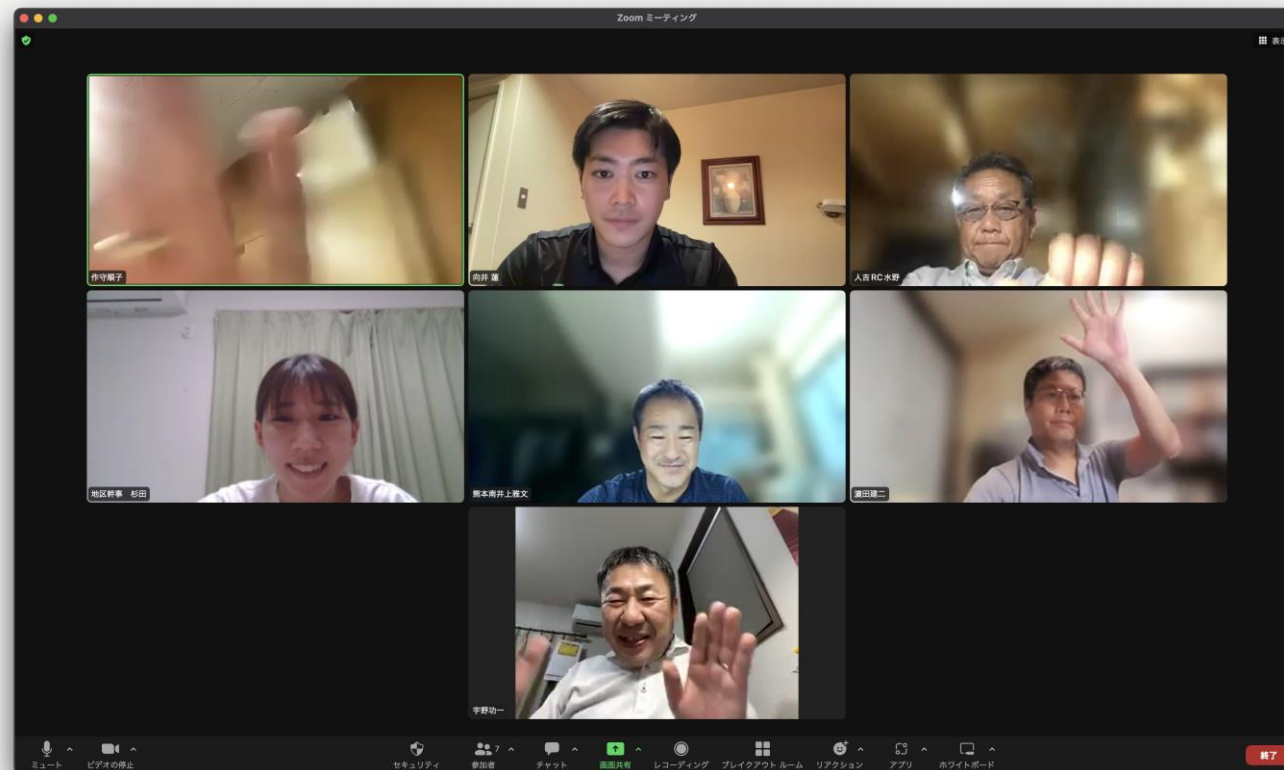 Zoom ミーティング
表示
作守順子
向井 蓮
人吉RC水野
地区幹事 杉田
熊本南井上雅文
濵田建二
宇野功一
ミュート
ビデオの停止
セキュリティ
7
参加者
チャット
画面共有
レコーディング
ブレイクアウト ルーム
リアクション
アプリ
ホワイトボード
終了